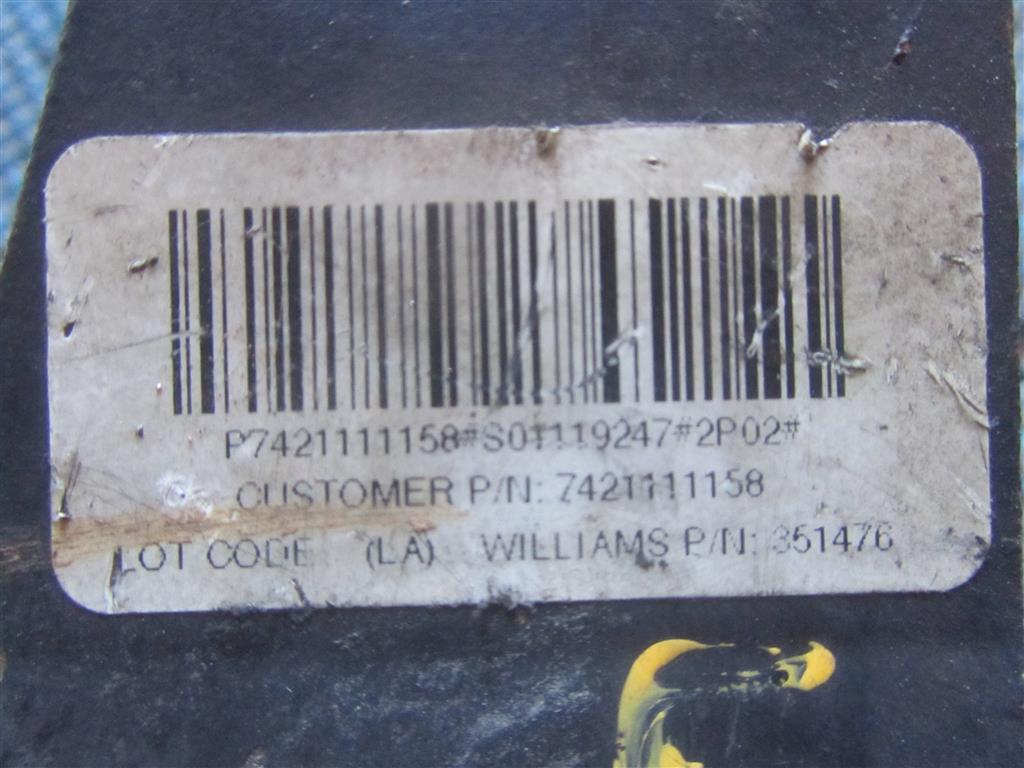 P7421111158#S01119247#2P02#
CUSTOMER P/N: 7421111158
LOT CODE (LA) WILLIAMS P/N: 351476